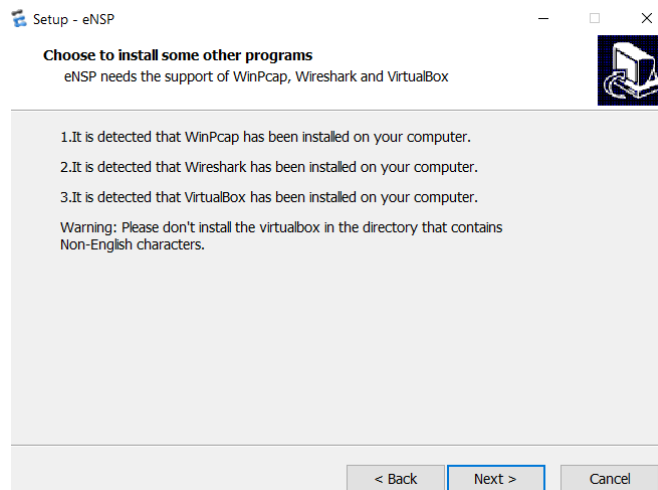 Setup - eNSP
Choose to install some other programs
eNSP needs the support of WinPcap, Wireshark and VirtualBox
1.It is detected that WinPcap has been installed on your computer.
2.It is detected that Wireshark has been installed on your computer.
3.It is detected that VirtualBox has been installed on your computer.
Warning: Please don't install the virtualbox in the directory that contains
Non-English characters.
< Back
Next >
Cancel